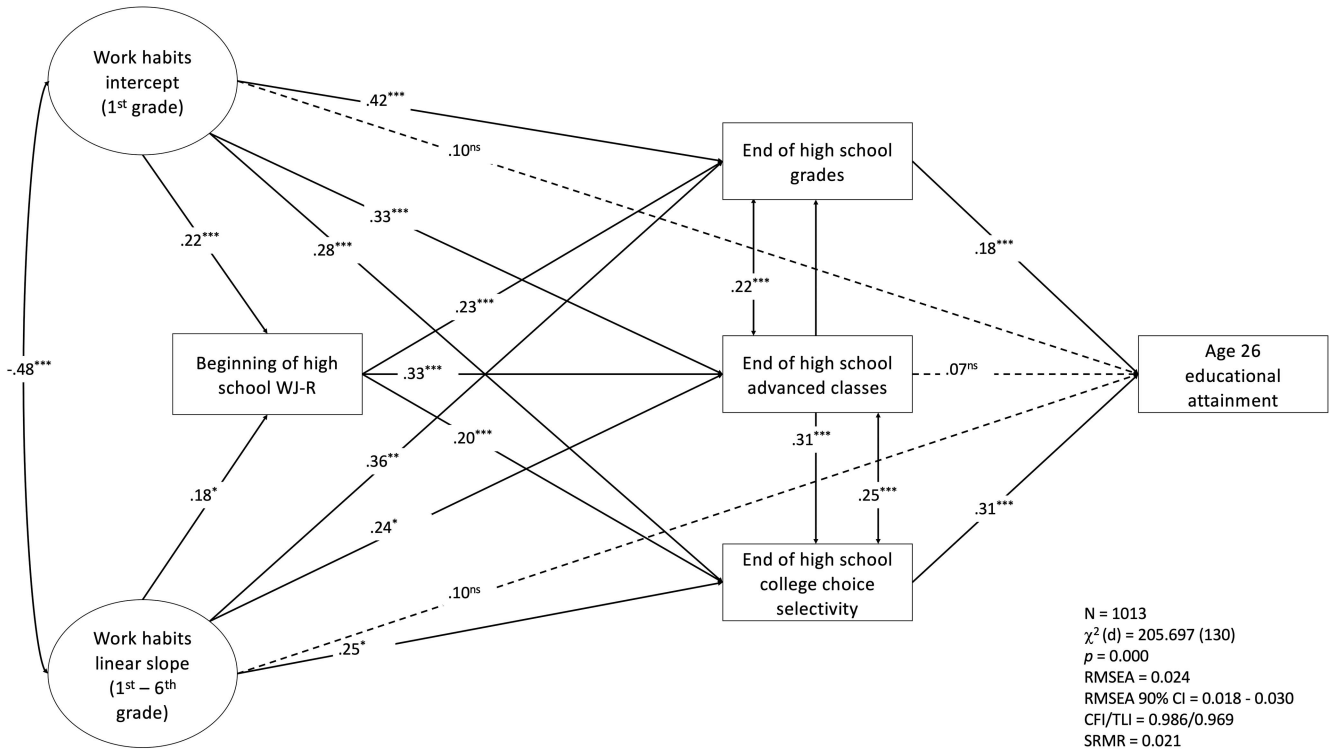 Work habits
intercept
(1st grade)
.42***
.10ns
End of high school
grades
.33***
.22***
.28***
.18***
.22***
.23***
-.48***
Beginning of high
school WJ-R
.33***
End of high school
advanced classes
.07ns
Age 26
educational
attainment
.20***
.31***
.36**
.18*
.25***
.31***
.24*
End of high school
college choice
selectivity
.10ns
.25*
Work habits
linear slope
(1st – 6th
grade)
N = 1013
χ2 (d) = 205.697 (130)
p = 0.000
RMSEA = 0.024
RMSEA 90% CI = 0.018 - 0.030
CFI/TLI = 0.986/0.969
SRMR = 0.021